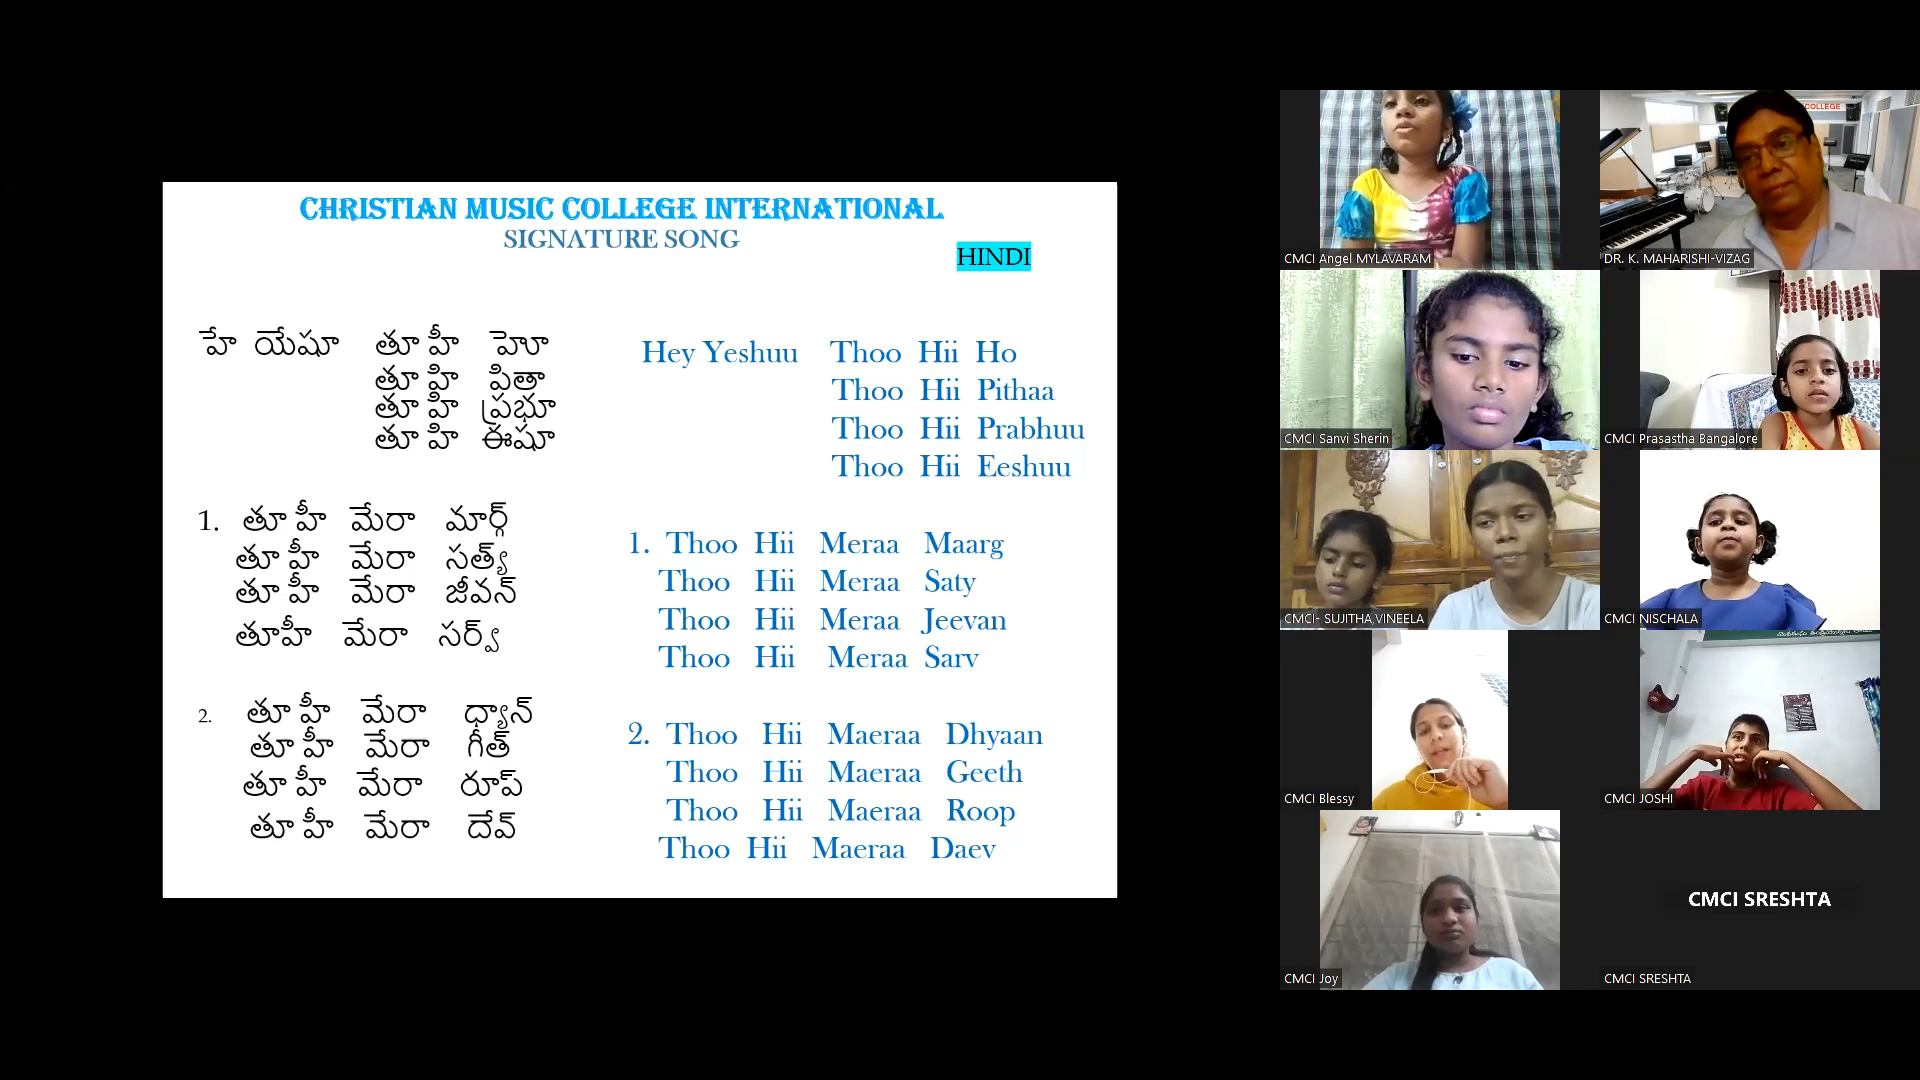 CHRISTIAN MUSIC COLLEGE INTERNATIONAL
SIGNATURE SONG
HINDI
హే యేషూ తూ హీ హెూ
తూ హి పితా
తూ హి ప్రభూ
తూ హి ఈషూ
1. తూ హీ మేరా మార్గ్
తూ హీ మేరా సత్య్
తూ హీ మేరా జీవన్
తూహీ మేరా సర్వ్
2. తూ హీ మేరా ధ్యాన్
తూ హీ మేరా గీత్
తూ హీ మేరా రూప్
తూ హీ మేరా దేవ్
Hey Yeshuu Thoo Hii Ho
Thoo Hii Pithaa
Thoo Hii Prabhuu
Thoo Hii Eeshuu
1. Thoo Hii Meraa Maarg
Thoo Hii Meraa Saty
Thoo Hii Meraa Jeevan
Thoo Hii Meraa Sarv
2. Thoo Hii Maeraa Dhyaan
Thoo Hii Maeraa Geeth
Thoo Hii Maeraa Roop
Thoo Hii Maeraa Daev
CMCI Angel MYLAVARAM
COLLEGE
DR. K. MAHARISHI-VIZAG
CMCI Sanvi Sherin
CMCI Prasastha Bangalore
CMCI- SUJITHA,VINEELA
CMCI NISCHALA
CMCI Blessy
CMCI JOSHI
CMCI Joy
CMCI SRESHTA
CMCI SRESHTA